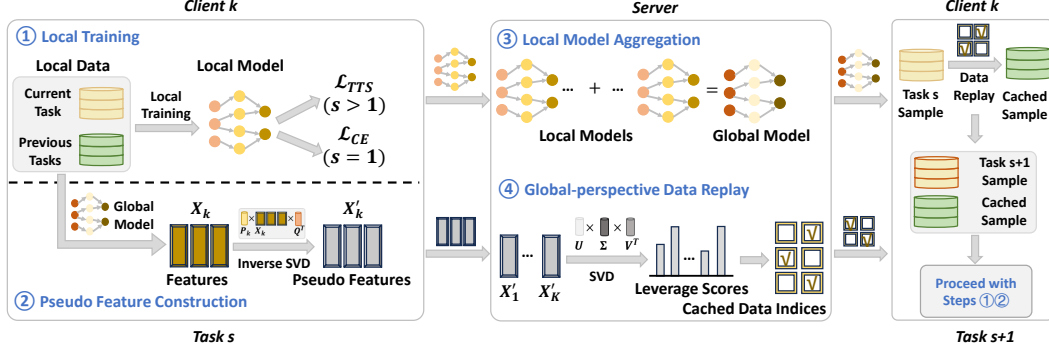 Client k
① Local Training
Local Data
Current
Task
Previous
Tasks
Local
Training
Local Model
ℒ_TTS
(s > 1)
ℒ_CE
(s = 1)
Global
Model
X_k
Features
P_k × X_k × Q^T
Inverse SVD
X'_k
Pseudo Features
② Pseudo Feature Construction
Task s
Server
③ Local Model Aggregation
... + =
Local Models
Global Model
④ Global-perspective Data Replay
X'_1 ... X'_K
U × Σ × V^T
SVD
...
Leverage Scores
Cached Data Indices
Client k
Task s
Sample
Data
Replay
Cached
Sample
Task s+1
Sample
Cached
Sample
Proceed with
Steps ①②
Task s+1